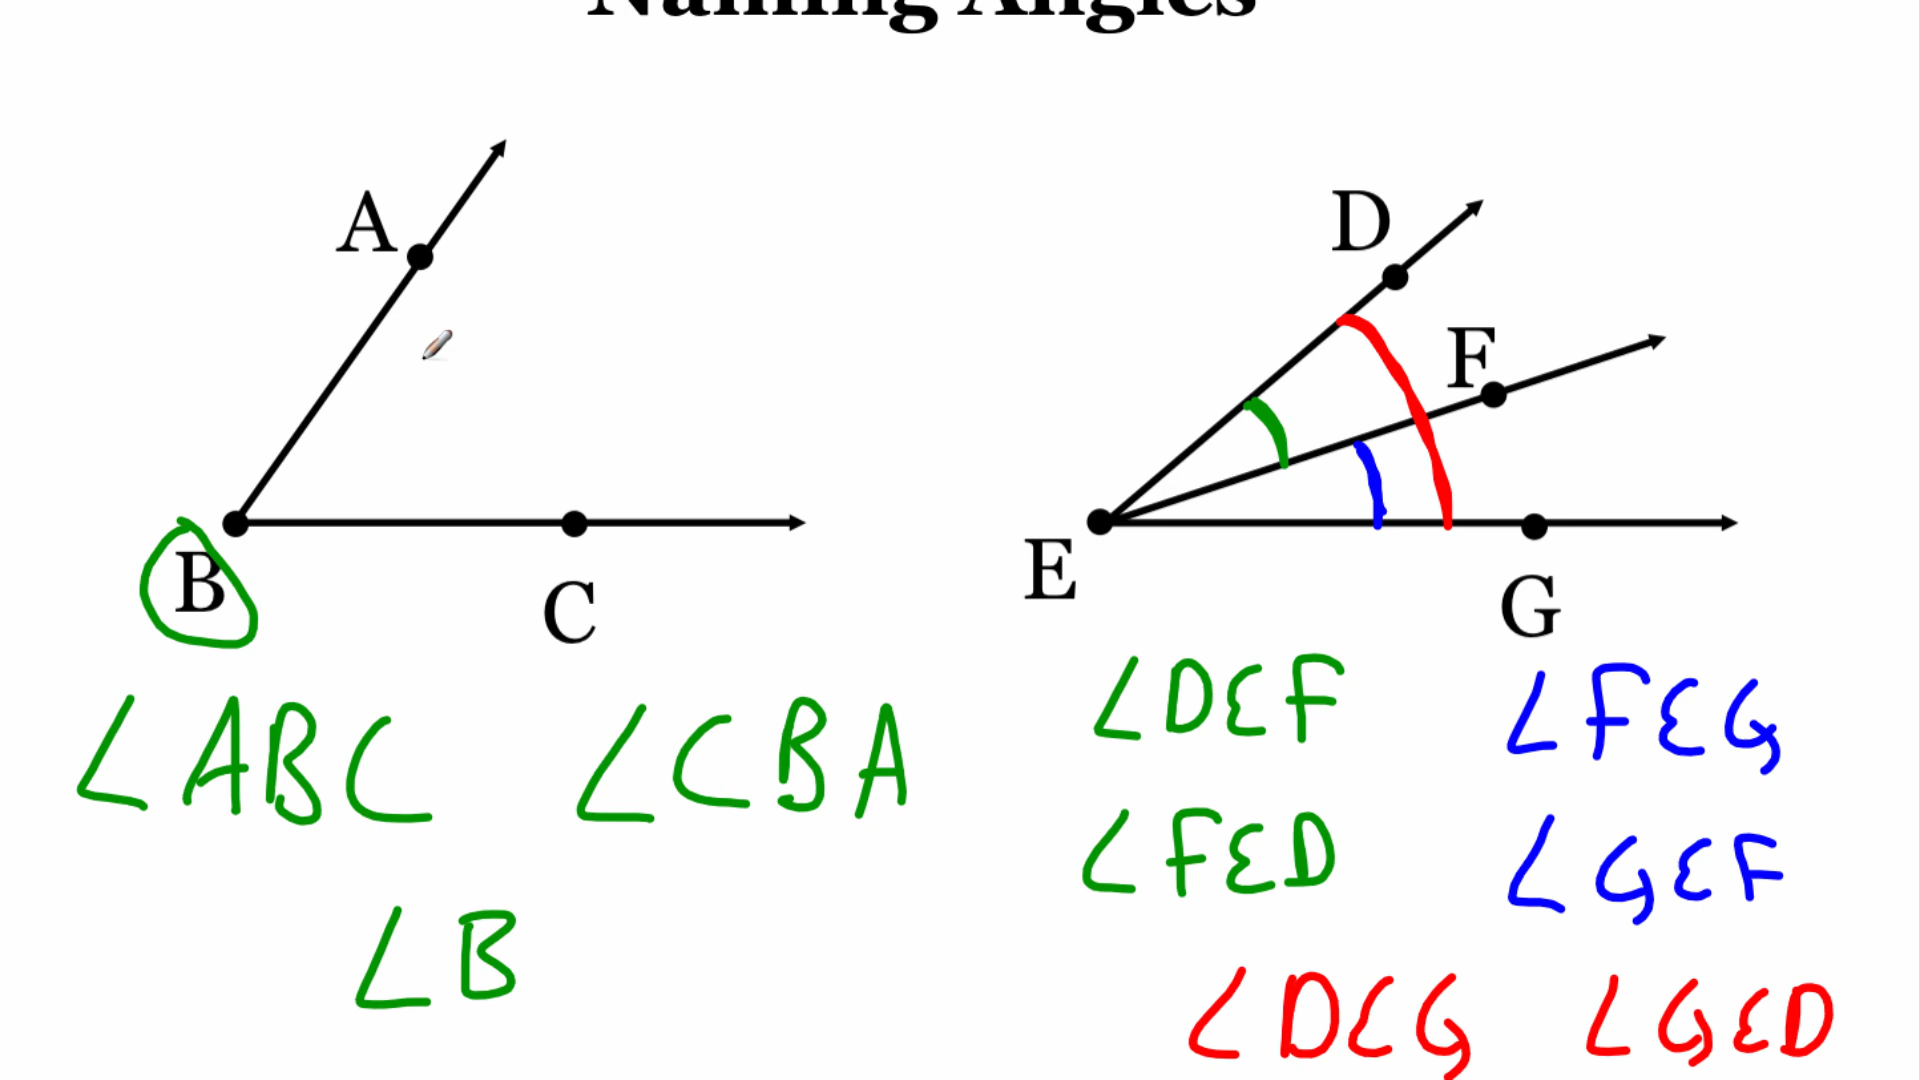 Naming Angles
A
D
F
B
C
E
G
∠DEF ∠FEG
∠ABC ∠CBA
∠FED ∠GEF
∠B
∠DEG ∠GED